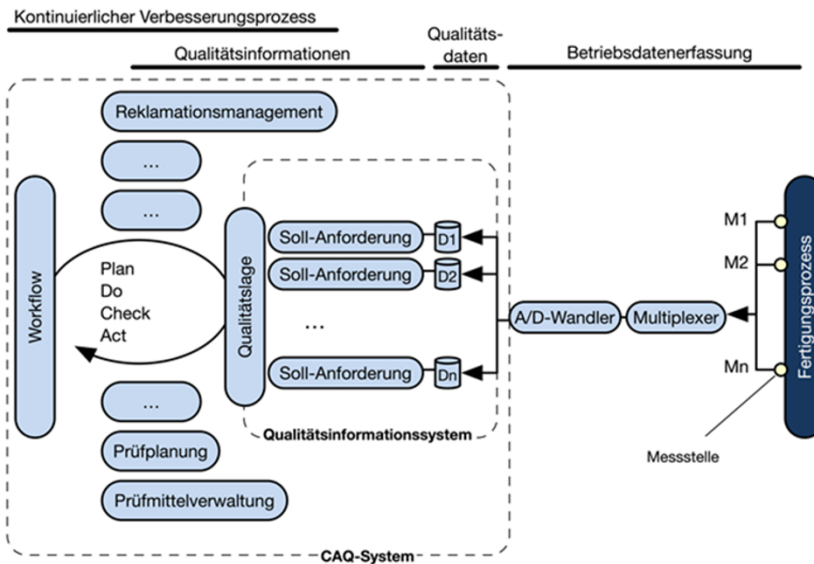 Kontinuierlicher Verbesserungsprozess
Qualitätsinformationen
Qualitäts-
daten
Betriebsdatenerfassung
Reklamationsmanagement
...
...
Workflow
Plan
Do
Check
Act
Qualitätslage
Soll-Anforderung
D1
Soll-Anforderung
D2
...
Soll-Anforderung
Dn
A/D-Wandler
Multiplexer
M1
M2
Mn
Fertigungsprozess
Messstelle
...
Prüfplanung
Prüfmittelverwaltung
Qualitätsinformationssystem
CAQ-System